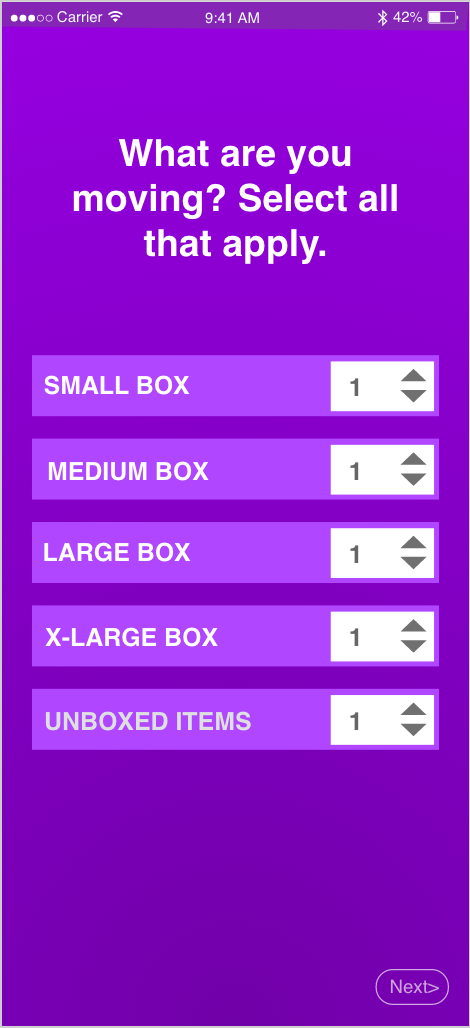 Carrier 9:41 AM 42%
What are you
moving? Select all
that apply.
SMALL BOX 1
MEDIUM BOX 1
LARGE BOX 1
X-LARGE BOX 1
UNBOXED ITEMS 1
Next>